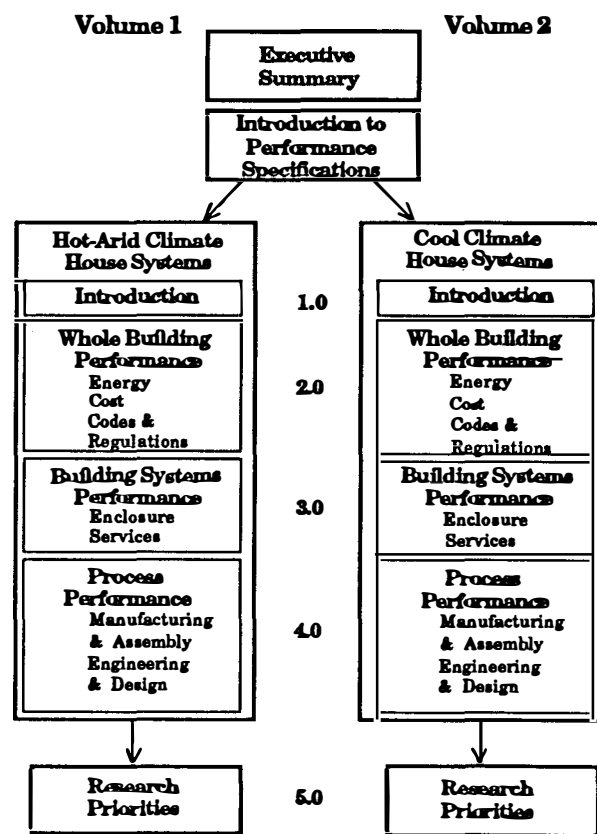 Volume 1
Volume 2
Executive
Summary
Introduction to
Performance
Specifications
Hot-Arid Climate
House Systems
Introduction
Whole Building
Performance
Energy
Cost
Codes &
Regulations
Building Systems
Performance
Enclosure
Services
Process
Performance
Manufacturing
& Assembly
Engineering
& Design
Research
Priorities
1.0
2.0
3.0
4.0
5.0
Cool Climate
House Systems
Introduction
Whole Building
Performance
Energy
Cost
Codes &
Regulations
Building Systems
Performance
Enclosure
Services
Process
Performance
Manufacturing
& Assembly
Engineering
& Design
Research
Priorities